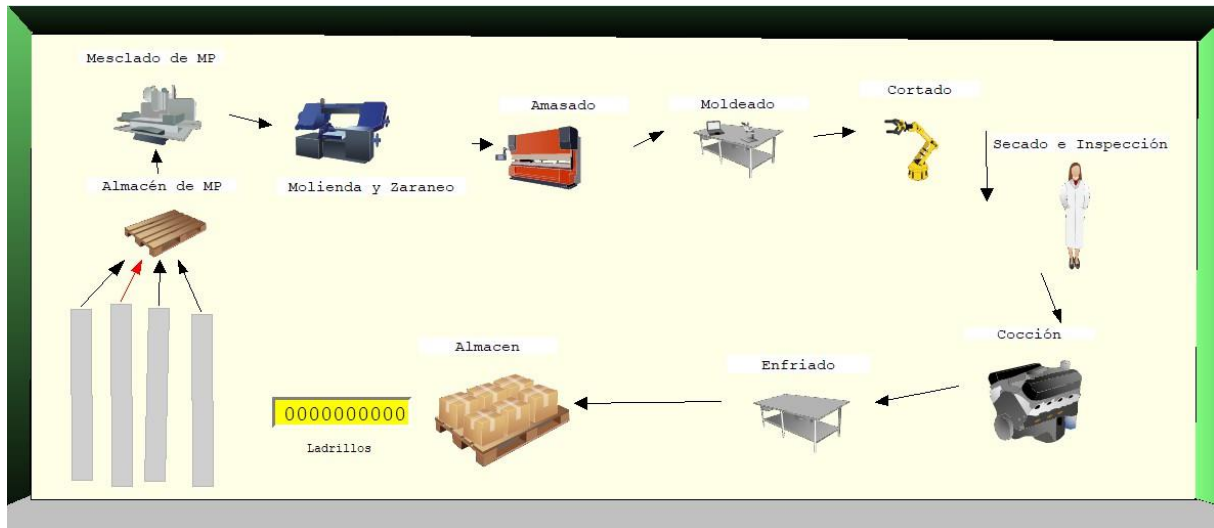 Mesclado de MP
Almacén de MP
Molienda y Zaraneo
Amasado
Moldeado
Cortado
Secado e Inspección
Cocción
Enfriado
Almacen
0000000000
Ladrillos